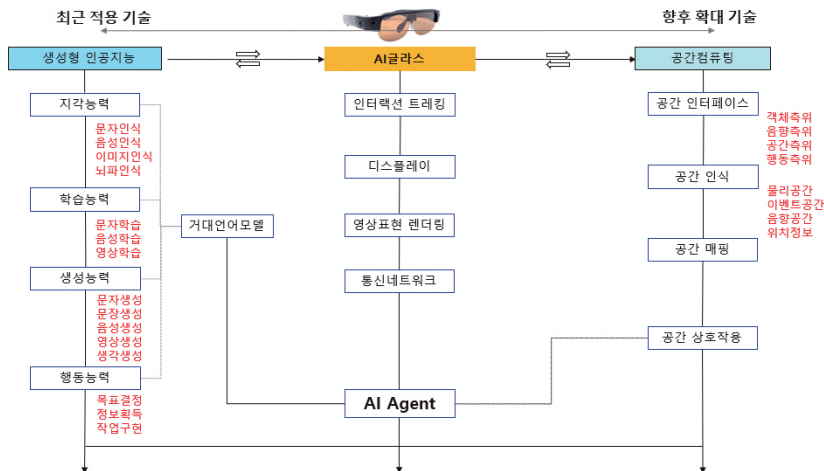 최근 적용 기술
향후 확대 기술
생성형 인공지능
AI글라스
공간컴퓨팅
지각능력
문자인식
음성인식
이미지인식
뇌파인식
학습능력
문자학습
음성학습
영상학습
거대언어모델
생성능력
문자생성
문장생성
음성생성
영상생성
생각생성
행동능력
목표결정
정보획득
작업구현
인터랙션 트레킹
디스플레이
영상표현 렌더링
통신네트워크
AI Agent
공간 인터페이스
객체측위
음향측위
공간측위
행동측위
공간 인식
물리공간
이벤트공간
음향공간
위치정보
공간 매핑
공간 상호작용